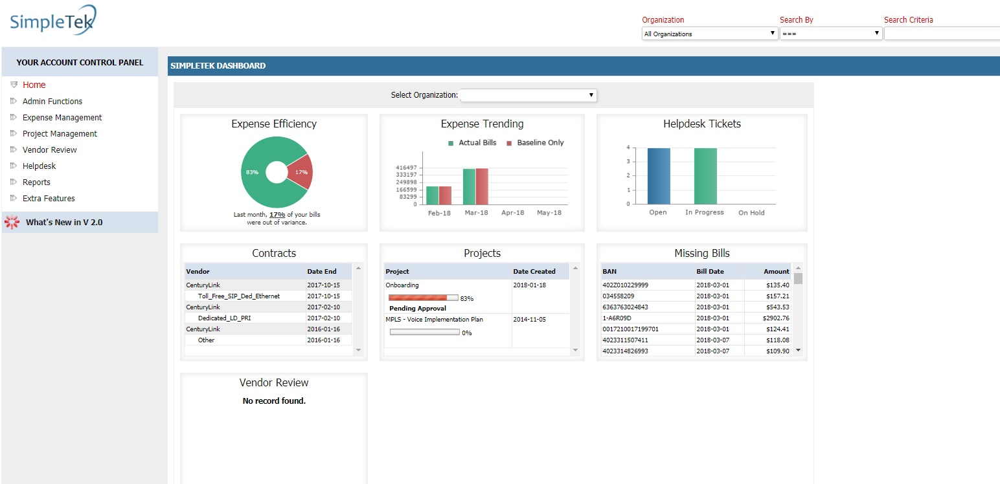 SimpleTek
Organization Search By Search Criteria
All Organizations ===
YOUR ACCOUNT CONTROL PANEL
Home
Admin Functions
Expense Management
Project Management
Vendor Review
Helpdesk
Reports
Extra Features
What's New in V 2.0
SIMPLETEK DASHBOARD
Select Organization:
Expense Efficiency
83% 17%
Last month, 17% of your bills
were out of variance.
Expense Trending
Actual Bills Baseline Only
416497
333197
249898
166599
83299
0
Feb-18 Mar-18 Apr-18 May-18
Helpdesk Tickets
4
3
2
1
0
Open In Progress On Hold
Contracts
Vendor Date End
CenturyLink 2017-10-15
Toll_Free_SIP_Ded_Ethernet 2017-10-15
CenturyLink 2017-02-10
Dedicated_LD_PRI 2017-02-10
CenturyLink 2016-01-16
Other 2016-01-16
Projects
Project Date Created
Onboarding 2018-01-18
83%
Pending Approval
MPLS - Voice Implementation Plan 2014-11-05
0%
Missing Bills
BAN Bill Date Amount
402Z010229999 2018-03-01 $135.40
034558209 2018-03-01 $157.21
6363763024843 2018-03-01 $543.53
1-A6R09D 2018-03-01 $2902.76
0017210017199701 2018-03-01 $124.41
4023311507411 2018-03-07 $118.08
4023314826993 2018-03-07 $109.90
Vendor Review
No record found.